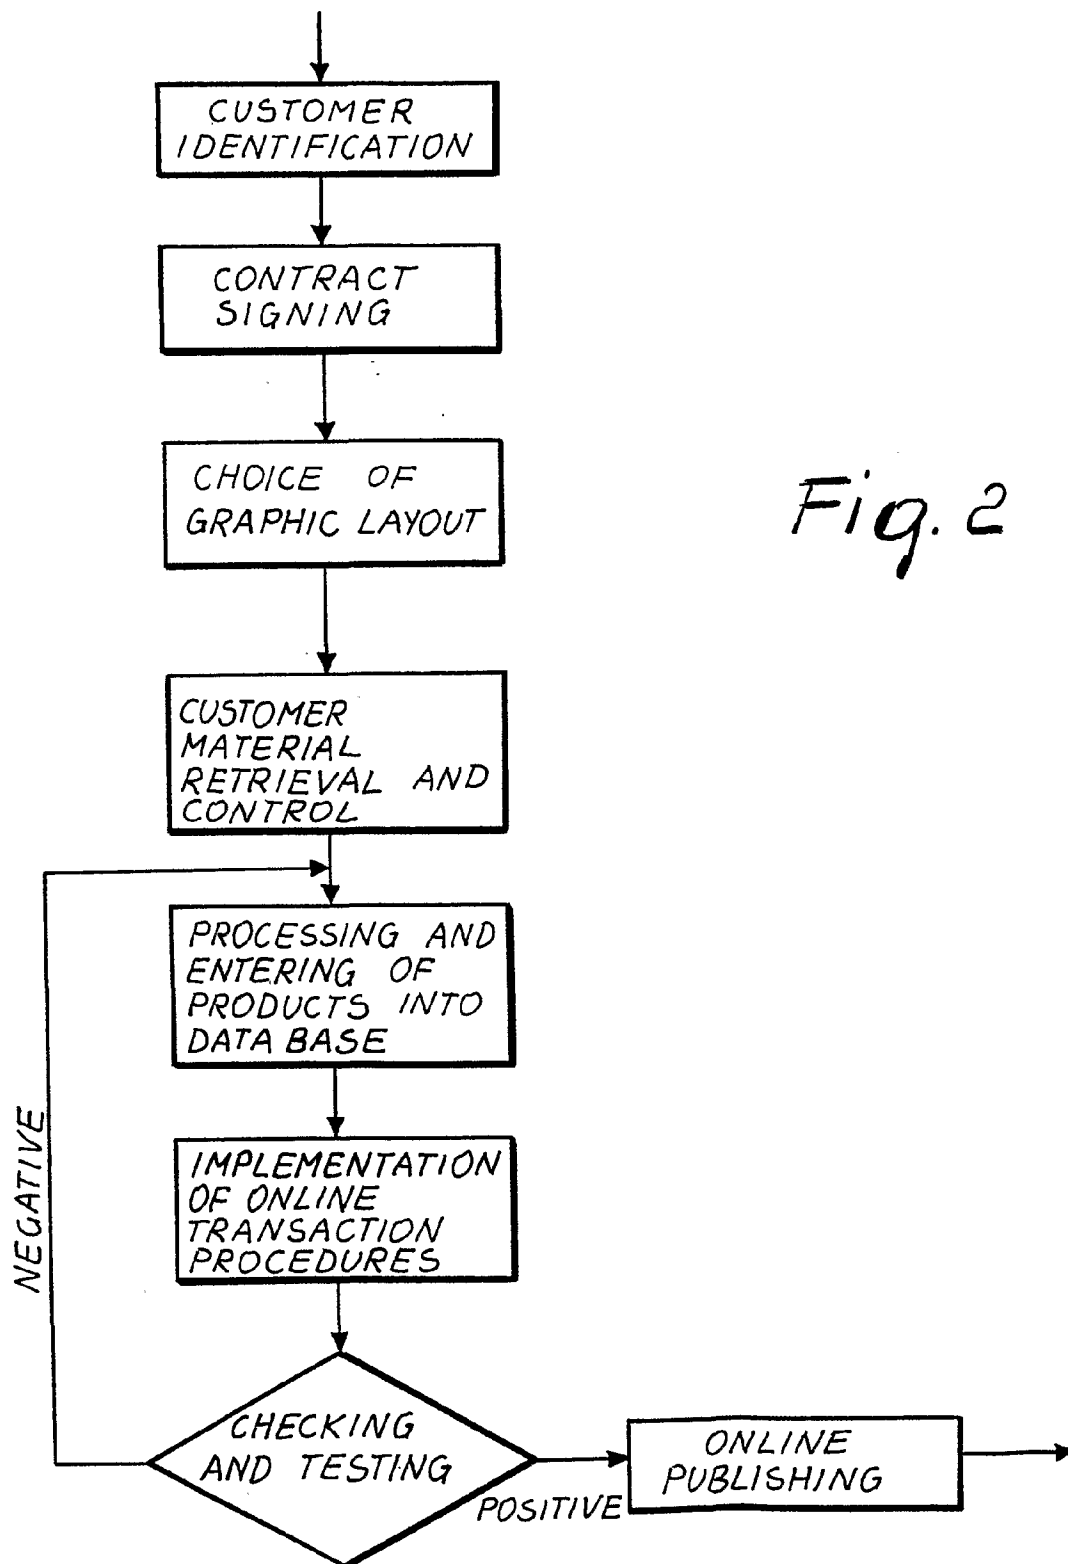 CUSTOMER
IDENTIFICATION
CONTRACT
SIGNING
CHOICE OF
GRAPHIC LAYOUT
Fig. 2
CUSTOMER
MATERIAL
RETRIEVAL AND
CONTROL
PROCESSING AND
ENTERING OF
PRODUCTS INTO
DATA BASE
IMPLEMENTATION
OF ONLINE
TRANSACTION
PROCEDURES
NEGATIVE
CHECKING
AND TESTING
POSITIVE
ONLINE
PUBLISHING